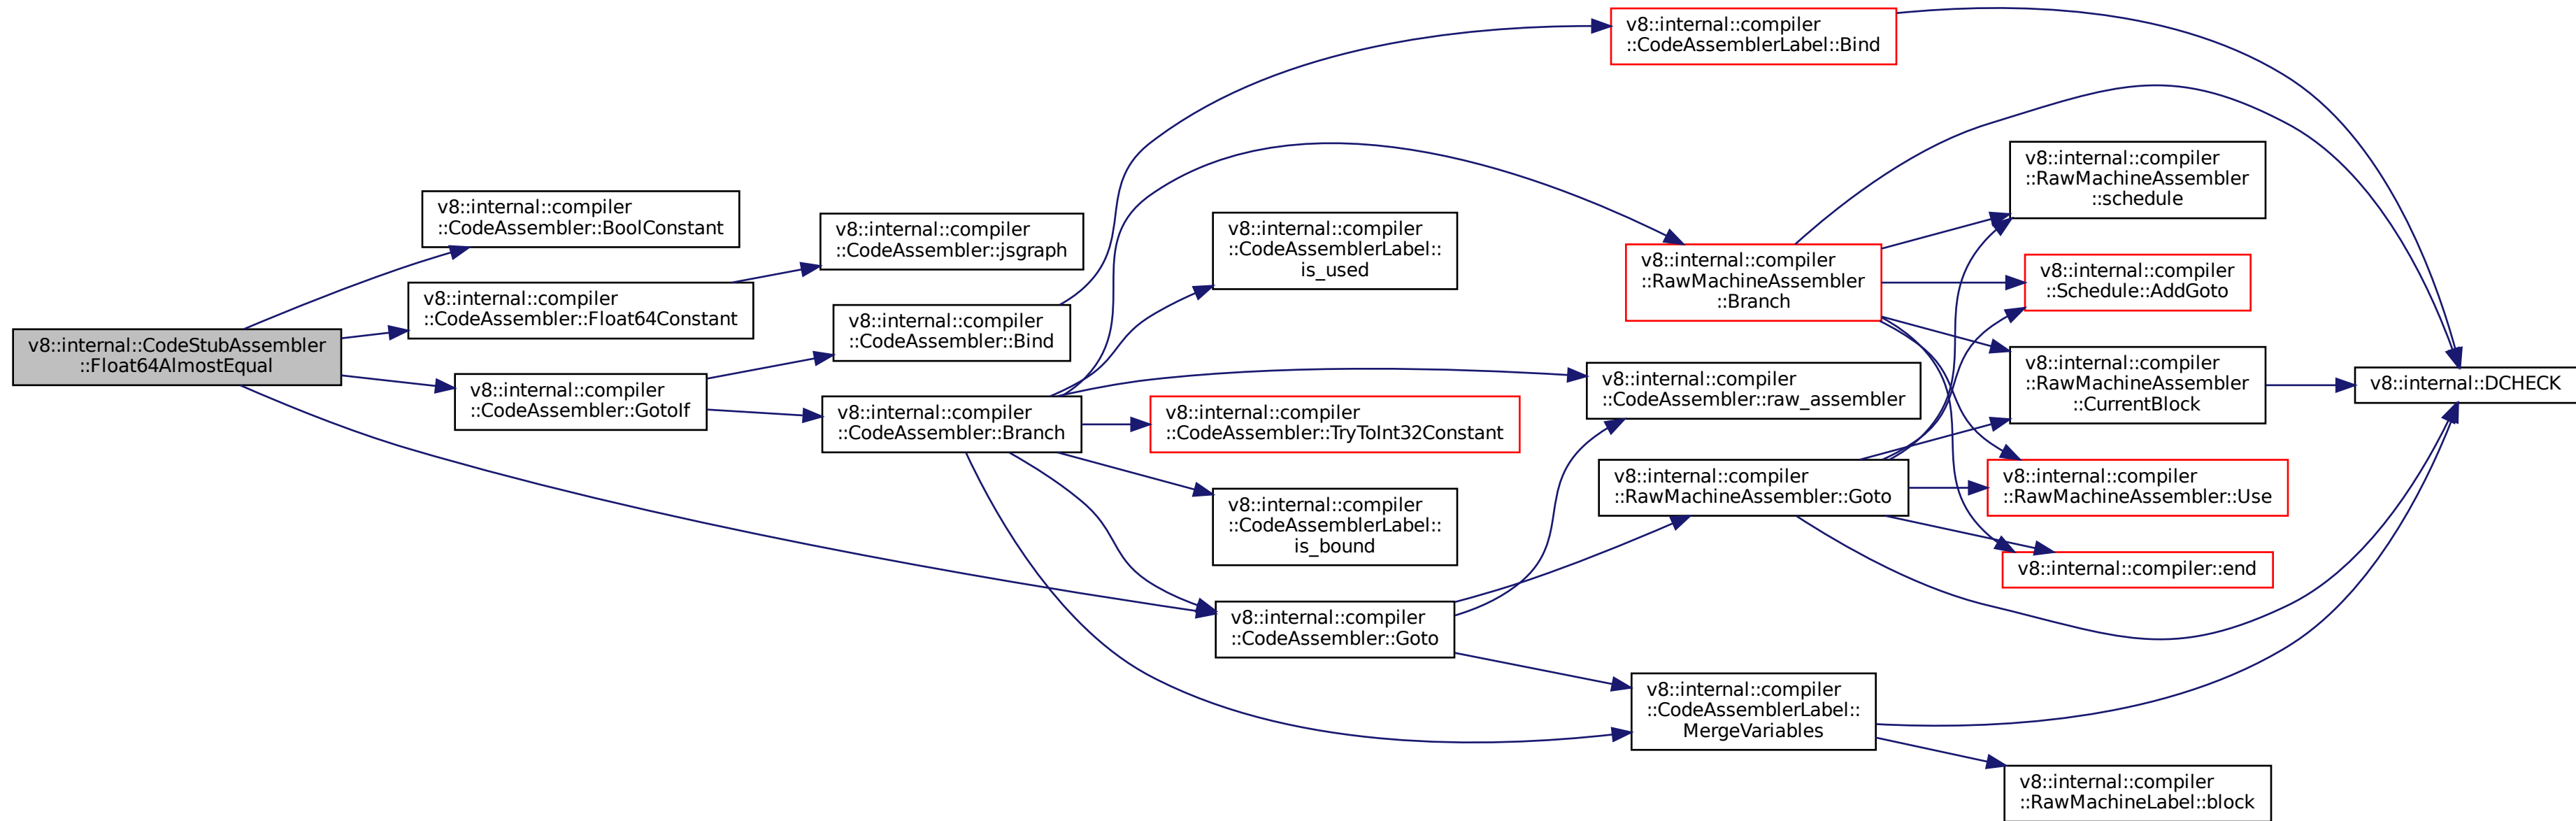 v8::internal::CodeStubAssembler
::Float64AlmostEqual
v8::internal::compiler
::CodeAssembler::BoolConstant
v8::internal::compiler
::CodeAssembler::Float64Constant
v8::internal::compiler
::CodeAssembler::GotoIf
v8::internal::compiler
::CodeAssembler::jsgraph
v8::internal::compiler
::CodeAssembler::Bind
v8::internal::compiler
::CodeAssembler::Branch
v8::internal::compiler
::CodeAssemblerLabel::
is_used
v8::internal::compiler
::CodeAssembler::TryToInt32Constant
v8::internal::compiler
::CodeAssemblerLabel::
is_bound
v8::internal::compiler
::CodeAssembler::Goto
v8::internal::compiler
::CodeAssemblerLabel::Bind
v8::internal::compiler
::RawMachineAssembler
::Branch
v8::internal::compiler
::CodeAssembler::raw_assembler
v8::internal::compiler
::RawMachineAssembler::Goto
v8::internal::compiler
::CodeAssemblerLabel::
MergeVariables
v8::internal::compiler
::RawMachineAssembler
::schedule
v8::internal::compiler
::Schedule::AddGoto
v8::internal::compiler
::RawMachineAssembler
::CurrentBlock
v8::internal::compiler
::RawMachineAssembler::Use
v8::internal::compiler::end
v8::internal::compiler
::RawMachineLabel::block
v8::internal::DCHECK